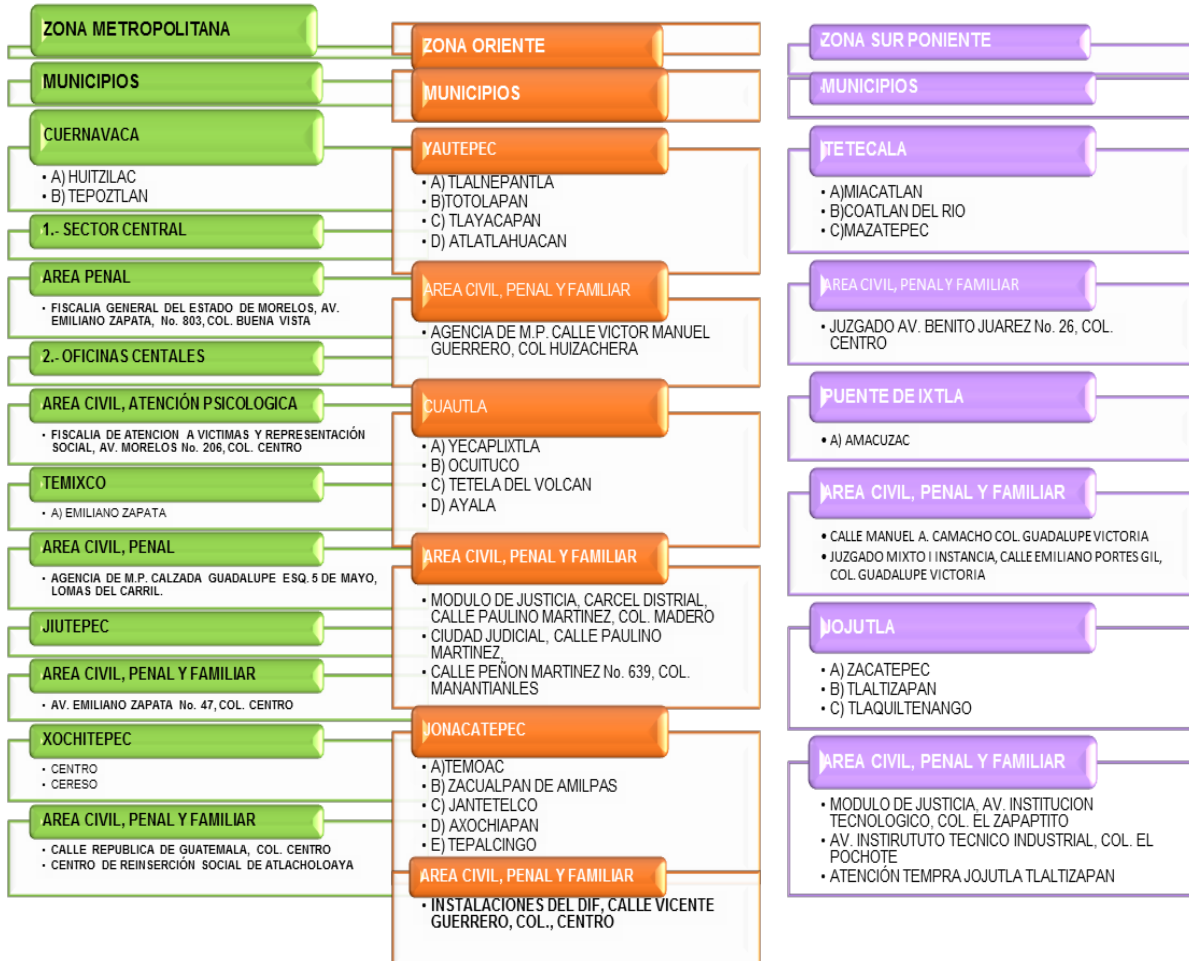 ZONA METROPOLITANA
MUNICIPIOS
CUERNAVACA
• A) HUITZILAC
• B) TEPOZTLAN
1.- SECTOR CENTRAL
AREA PENAL
• FISCALIA GENERAL DEL ESTADO DE MORELOS, AV.
EMILIANO ZAPATA, No. 803, COL. BUENA VISTA
2.- OFICINAS CENTALES
AREA CIVIL, ATENCIÓN PSICOLOGICA
• FISCALIA DE ATENCION A VICTIMAS Y REPRESENTACIÓN
SOCIAL, AV. MORELOS No. 206, COL. CENTRO
TEMIXCO
• A) EMILIANO ZAPATA
AREA CIVIL, PENAL
• AGENCIA DE M.P. CALZADA GUADALUPE ESQ. 5 DE MAYO,
LOMAS DEL CARRIL.
JIUTEPEC
AREA CIVIL, PENAL Y FAMILIAR
• AV. EMILIANO ZAPATA No. 47, COL. CENTRO
XOCHITEPEC
• CENTRO
• CERESO
AREA CIVIL, PENAL Y FAMILIAR
• CALLE REPUBLICA DE GUATEMALA, COL. CENTRO
• CENTRO DE REINSERCIÓN SOCIAL DE ATLACHOLOAYA
ZONA ORIENTE
MUNICIPIOS
YAUTEPEC
• A) TLALNEPANTLA
• B)TOTOLAPAN
• C) TLAYACAPAN
• D) ATLATLAHUACAN
AREA CIVIL, PENAL Y FAMILIAR
• AGENCIA DE M.P. CALLE VICTOR MANUEL
GUERRERO, COL HUIZACHERA
CUAUTLA
• A) YECAPLIXTLA
• B) OCUITUCO
• C) TETELA DEL VOLCAN
• D) AYALA
AREA CIVIL, PENAL Y FAMILIAR
• MODULO DE JUSTICIA, CARCEL DISTRIAL,
CALLE PAULINO MARTINEZ, COL. MADERO
• CIUDAD JUDICIAL, CALLE PAULINO
MARTINEZ,
• CALLE PEÑON MARTINEZ No. 639, COL.
MANANTIANLES
JONACATEPEC
• A)TEMOAC
• B) ZACUALPAN DE AMILPAS
• C) JANTETELCO
• D) AXOCHIAPAN
• E) TEPALCINGO
AREA CIVIL, PENAL Y FAMILIAR
• INSTALACIONES DEL DIF, CALLE VICENTE
GUERRERO, COL., CENTRO
ZONA SUR PONIENTE
MUNICIPIOS
TETECALA
• A)MIACATLAN
• B)COATLAN DEL RIO
• C)MAZATEPEC
AREA CIVIL, PENAL Y FAMILIAR
• JUZGADO AV. BENITO JUAREZ No. 26, COL.
CENTRO
PUENTE DE IXTLA
• A) AMACUZAC
AREA CIVIL, PENAL Y FAMILIAR
• CALLE MANUEL A. CAMACHO COL. GUADALUPE VICTORIA
• JUZGADO MIXTO I INSTANCIA, CALLE EMILIANO PORTES GIL,
COL. GUADALUPE VICTORIA
JOJUTLA
• A) ZACATEPEC
• B) TLALTIZAPAN
• C) TLAQUILTENANGO
AREA CIVIL, PENAL Y FAMILIAR
• MODULO DE JUSTICIA, AV. INSTITUCION
TECNOLOGICO, COL. EL ZAPAPTITO
• AV. INSTIRUTUTO TECNICO INDUSTRIAL, COL. EL
POCHOTE
• ATENCIÓN TEMPRA JOJUTLA TLALTIZAPAN